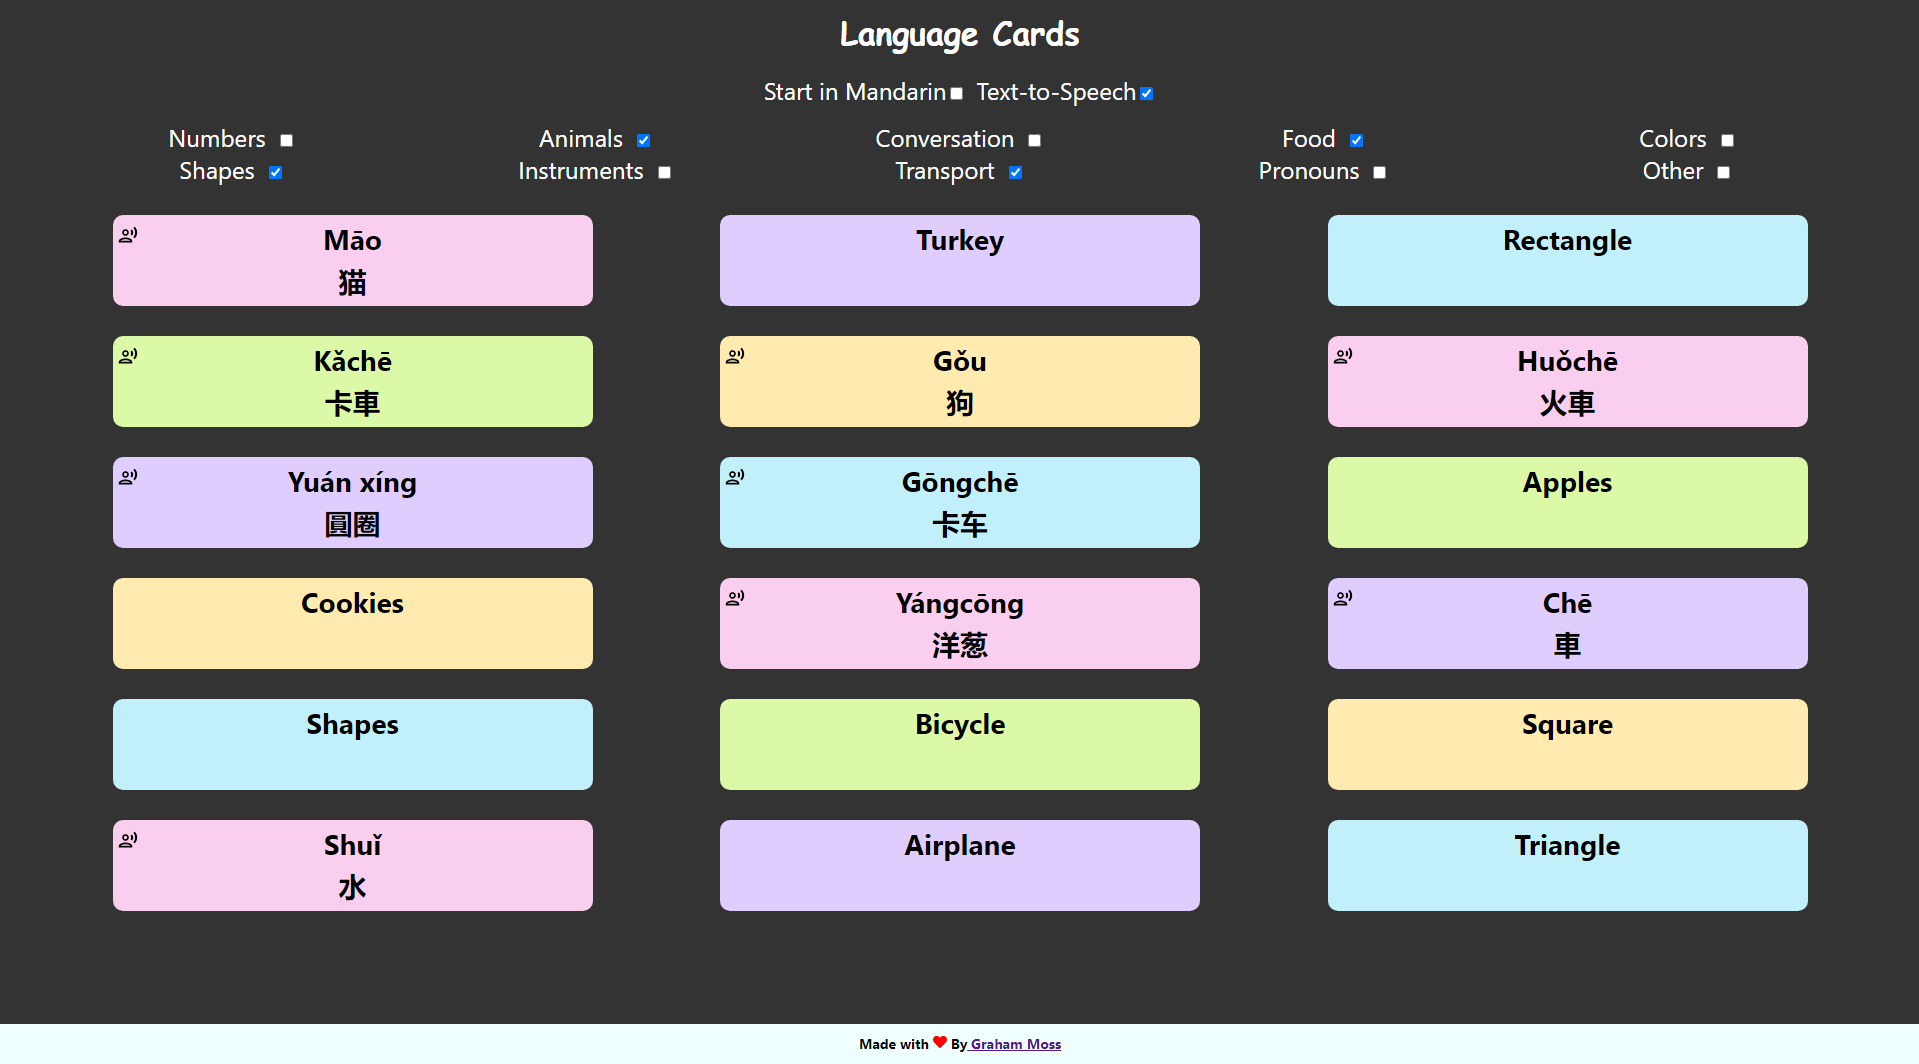 Language Cards
Start in Mandarin Text-to-Speech
Numbers Animals Conversation Food Colors
Shapes Instruments Transport Pronouns Other
Māo
猫
Turkey
Rectangle
Kǎchē
卡車
Gǒu
狗
Huǒchē
火車
Yuán xíng
圓圈
Gōngchē
卡车
Apples
Cookies
Yángcōng
洋葱
Chē
車
Shapes
Bicycle
Square
Shuǐ
水
Airplane
Triangle
Made with ❤ By Graham Moss